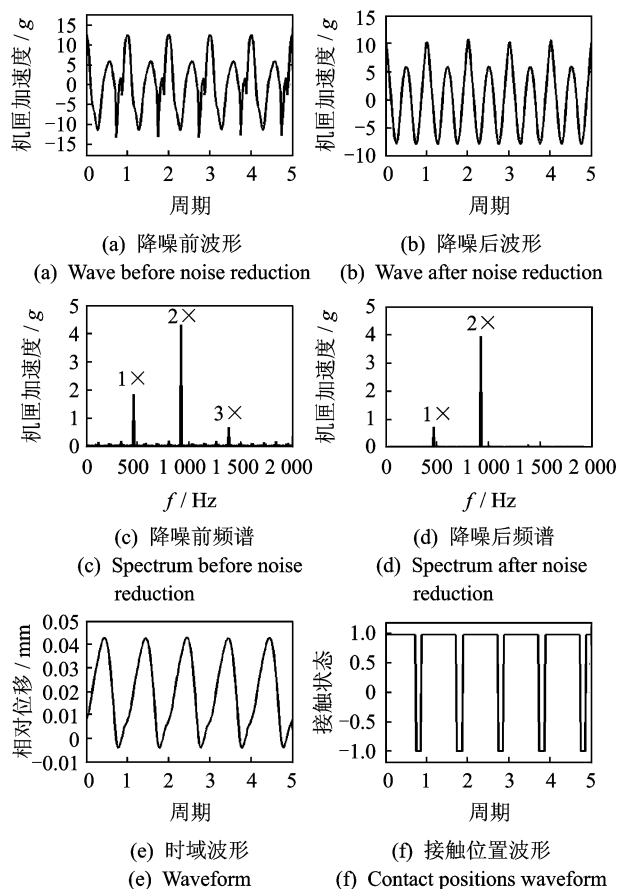 机匣加速度 / g
15
10
5
0
−5
−10
−15
0 1 2 3 4 5
周期
(a) 降噪前波形
(a) Wave before noise reduction
机匣加速度 / g
15
10
5
0
−5
−10
0 1 2 3 4 5
周期
(b) 降噪后波形
(b) Wave after noise reduction
机匣加速度 / g
5
4
3
2
1
0
1×
2×
3×
0 500 1 000 1 500 2 000
f / Hz
(c) 降噪前频谱
(c) Spectrum before noise
reduction
机匣加速度 / g
5
4
3
2
1
0
1×
2×
0 500 1 000 1 500 2 000
f / Hz
(d) 降噪后频谱
(d) Spectrum after noise
reduction
相对位移 / mm
0.05
0.04
0.03
0.02
0.01
0
−0.01
0 1 2 3 4 5
周期
(e) 时域波形
(e) Waveform
接触状态
1.0
0.5
0
−0.5
−1.0
0 1 2 3 4 5
周期
(f) 接触位置波形
(f) Contact positions waveform